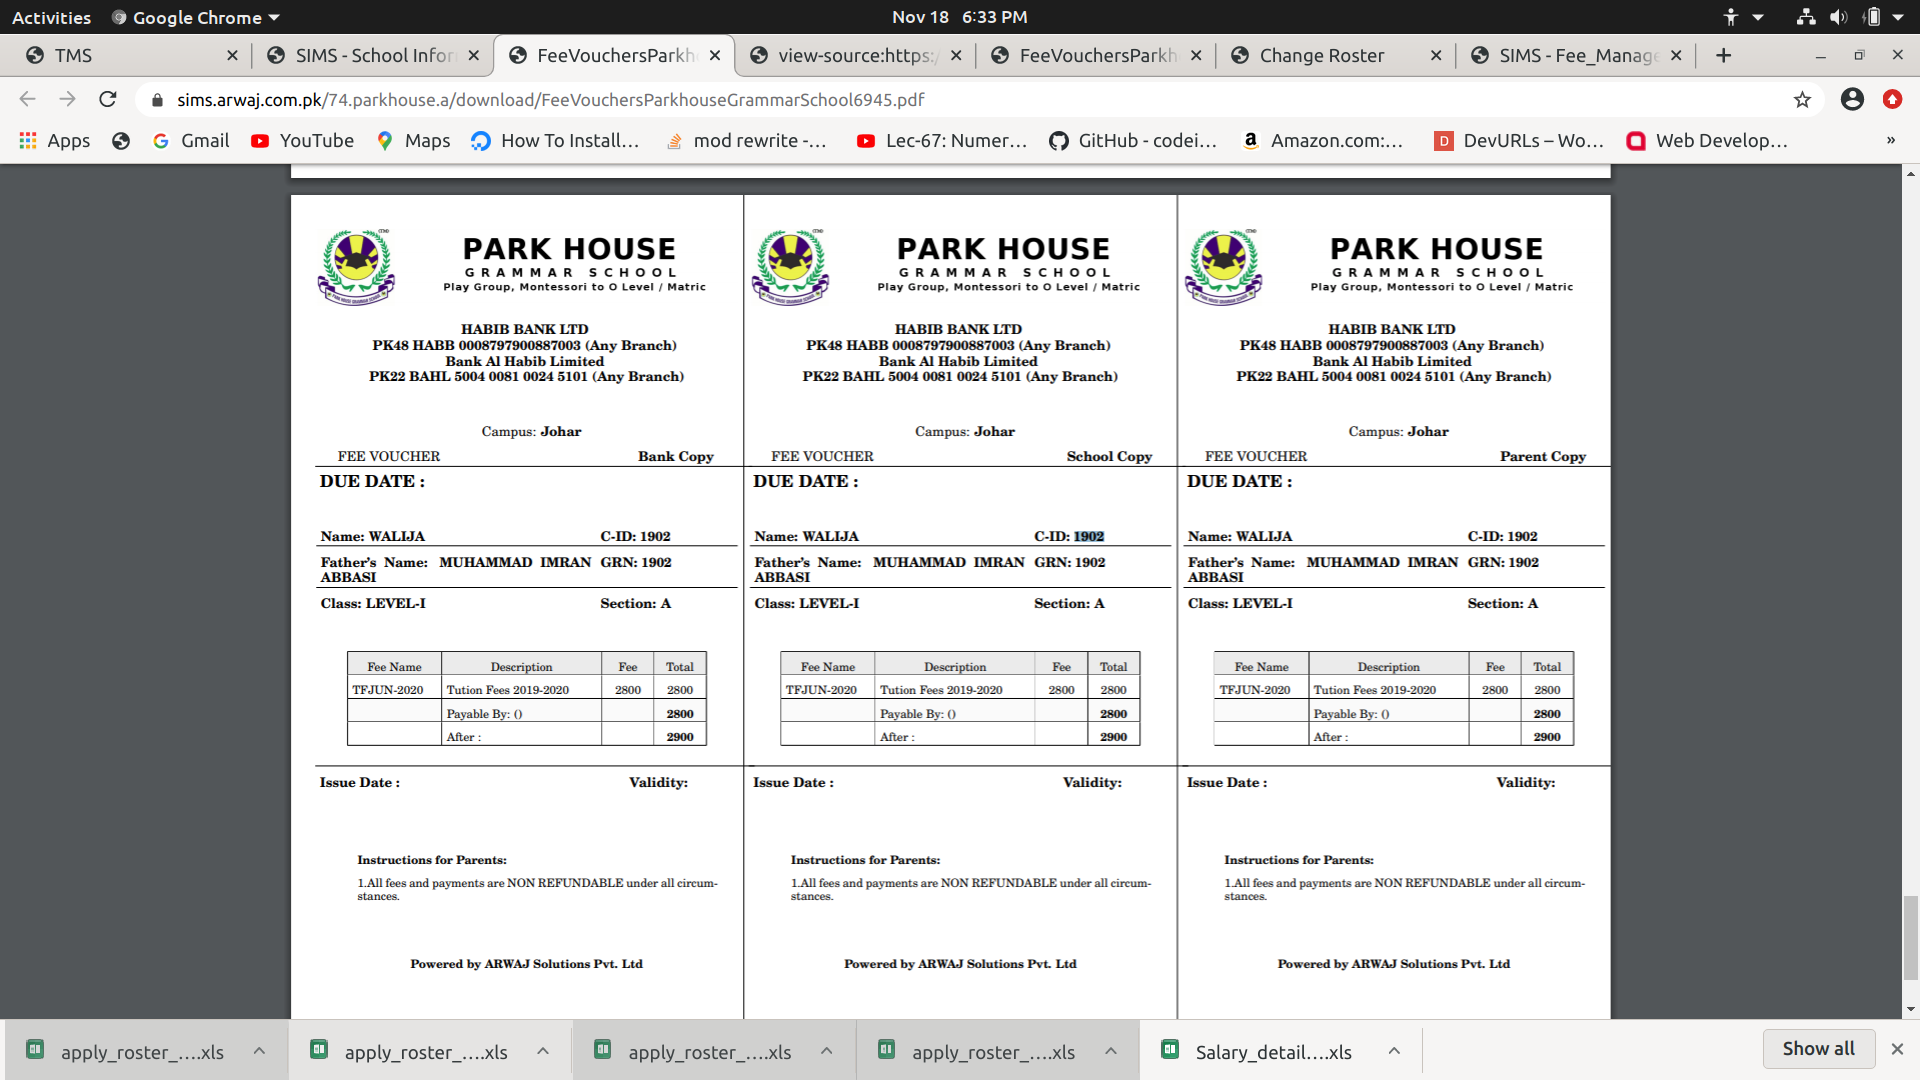 Activities Google Chrome Nov 18 6:33 PM
TMS SIMS - School Infor FeeVouchersParkh view-source:https:/ FeeVouchersParkh Change Roster SIMS - Fee_Manage
sims.arwaj.com.pk/74.parkhouse.a/download/FeeVouchersParkhouseGrammarSchool6945.pdf
Apps Gmail YouTube Maps How To Install... mod rewrite -... Lec-67: Numer... GitHub - codei... Amazon.com:... DevURLs – Wo... Web Develop... »
PARK HOUSE
GRAMMAR SCHOOL
Play Group, Montessori to O Level / Matric
HABIB BANK LTD
PK48 HABB 0008797900887003 (Any Branch)
Bank Al Habib Limited
PK22 BAHL 5004 0081 0024 5101 (Any Branch)
Campus: Johar
FEE VOUCHER Bank Copy
DUE DATE :
Name: WALIJA C-ID: 1902
Father's Name: MUHAMMAD IMRAN GRN: 1902
ABBASI
Class: LEVEL-I Section: A
Fee Name Description Fee Total
TFJUN-2020 Tution Fees 2019-2020 2800 2800
Payable By: () 2800
After : 2900
Issue Date : Validity:
Instructions for Parents:
1.All fees and payments are NON REFUNDABLE under all circum-
stances.
Powered by ARWAJ Solutions Pvt. Ltd
PARK HOUSE
GRAMMAR SCHOOL
Play Group, Montessori to O Level / Matric
HABIB BANK LTD
PK48 HABB 0008797900887003 (Any Branch)
Bank Al Habib Limited
PK22 BAHL 5004 0081 0024 5101 (Any Branch)
Campus: Johar
FEE VOUCHER School Copy
DUE DATE :
Name: WALIJA C-ID: 1902
Father's Name: MUHAMMAD IMRAN GRN: 1902
ABBASI
Class: LEVEL-I Section: A
Fee Name Description Fee Total
TFJUN-2020 Tution Fees 2019-2020 2800 2800
Payable By: () 2800
After : 2900
Issue Date : Validity:
Instructions for Parents:
1.All fees and payments are NON REFUNDABLE under all circum-
stances.
Powered by ARWAJ Solutions Pvt. Ltd
PARK HOUSE
GRAMMAR SCHOOL
Play Group, Montessori to O Level / Matric
HABIB BANK LTD
PK48 HABB 0008797900887003 (Any Branch)
Bank Al Habib Limited
PK22 BAHL 5004 0081 0024 5101 (Any Branch)
Campus: Johar
FEE VOUCHER Parent Copy
DUE DATE :
Name: WALIJA C-ID: 1902
Father's Name: MUHAMMAD IMRAN GRN: 1902
ABBASI
Class: LEVEL-I Section: A
Fee Name Description Fee Total
TFJUN-2020 Tution Fees 2019-2020 2800 2800
Payable By: () 2800
After : 2900
Issue Date : Validity:
Instructions for Parents:
1.All fees and payments are NON REFUNDABLE under all circum-
stances.
Powered by ARWAJ Solutions Pvt. Ltd
apply_roster_....xls apply_roster_....xls apply_roster_....xls apply_roster_....xls Salary_detail....xls Show all